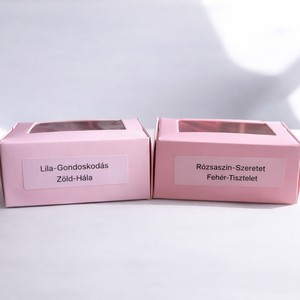 Lila-Gondoskodás
Zöld-Hála
Rózsaszín-Szeretet
Fehér-Tisztelet